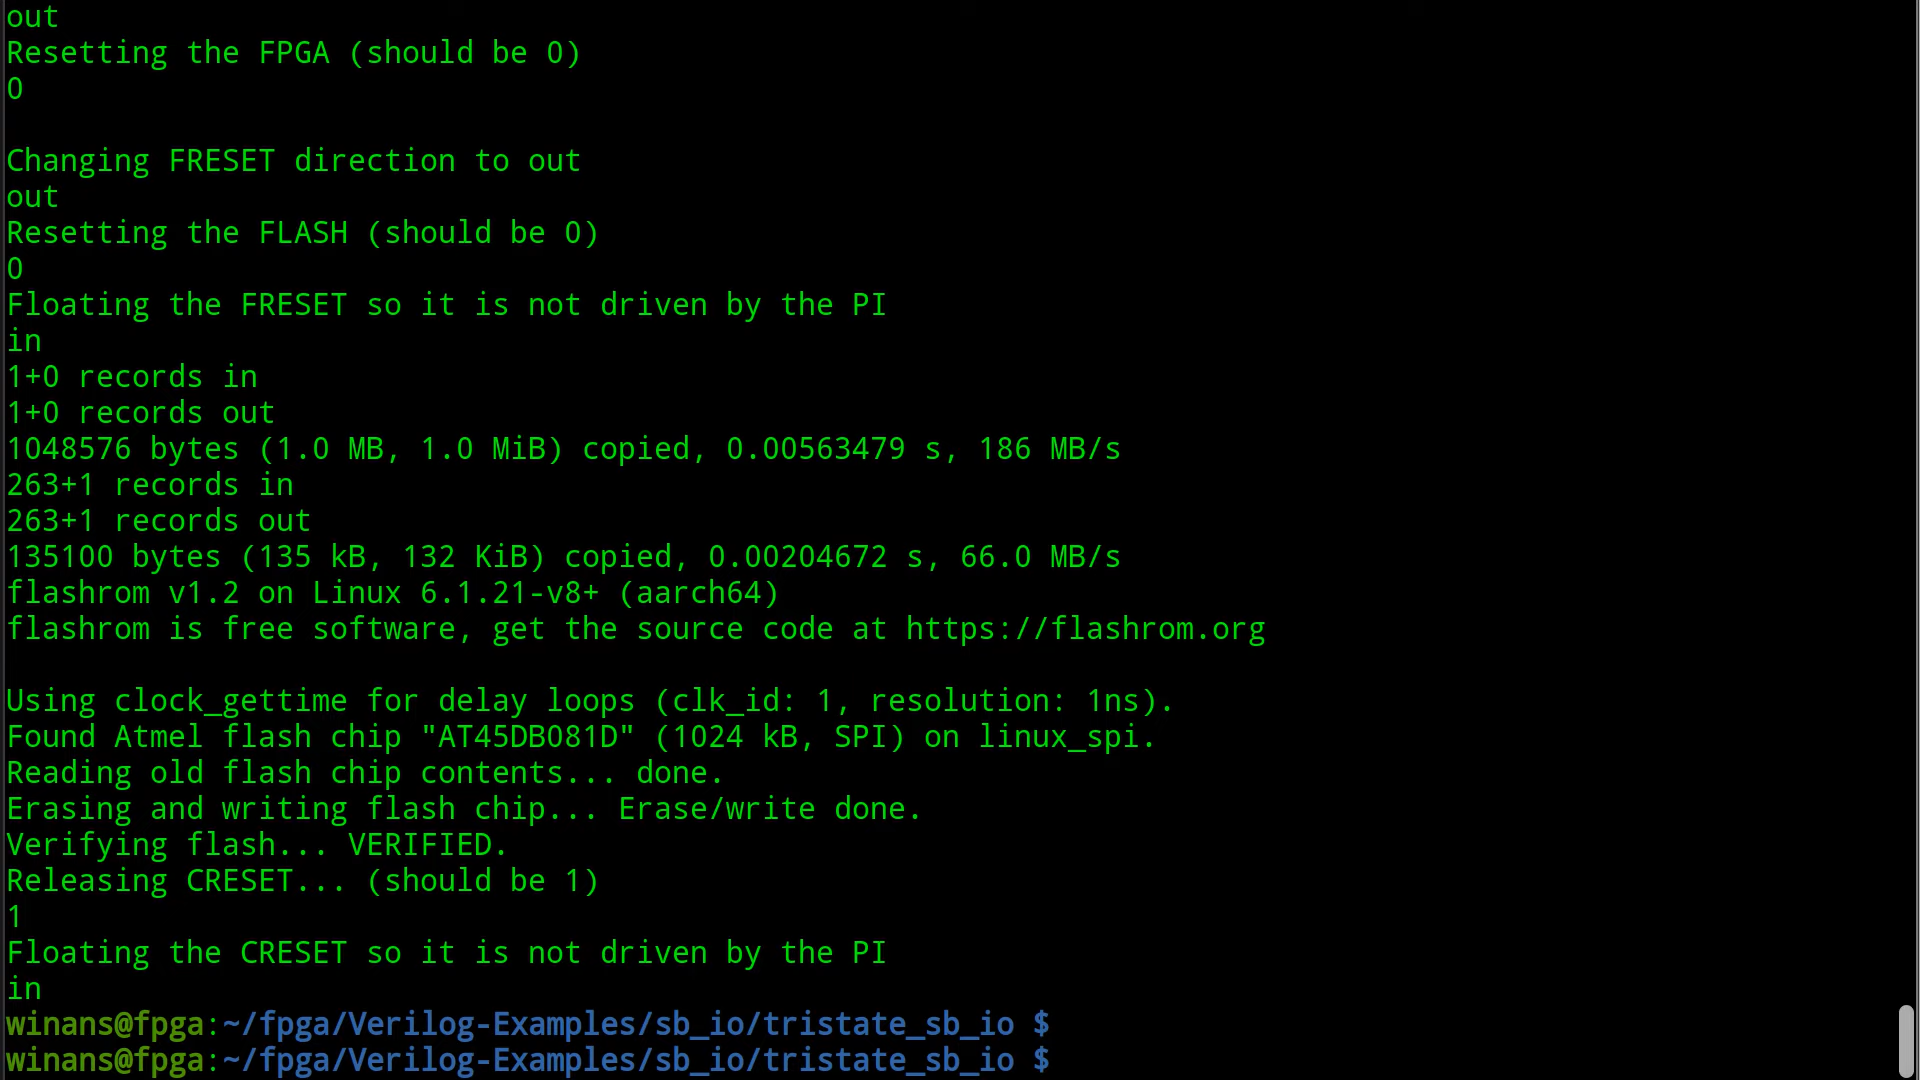 out
Resetting the FPGA (should be 0)
0
Changing FRESET direction to out
out
Resetting the FLASH (should be 0)
0
Floating the FRESET so it is not driven by the PI
in
1+0 records in
1+0 records out
1048576 bytes (1.0 MB, 1.0 MiB) copied, 0.00563479 s, 186 MB/s
263+1 records in
263+1 records out
135100 bytes (135 kB, 132 KiB) copied, 0.00204672 s, 66.0 MB/s
flashrom v1.2 on Linux 6.1.21-v8+ (aarch64)
flashrom is free software, get the source code at https://flashrom.org
Using clock_gettime for delay loops (clk_id: 1, resolution: 1ns).
Found Atmel flash chip "AT45DB081D" (1024 kB, SPI) on linux_spi.
Reading old flash chip contents... done.
Erasing and writing flash chip... Erase/write done.
Verifying flash... VERIFIED.
Releasing CRESET... (should be 1)
1
Floating the CRESET so it is not driven by the PI
in
winans@fpga:~/fpga/Verilog-Examples/sb_io/tristate_sb_io $
winans@fpga:~/fpga/Verilog-Examples/sb_io/tristate_sb_io $